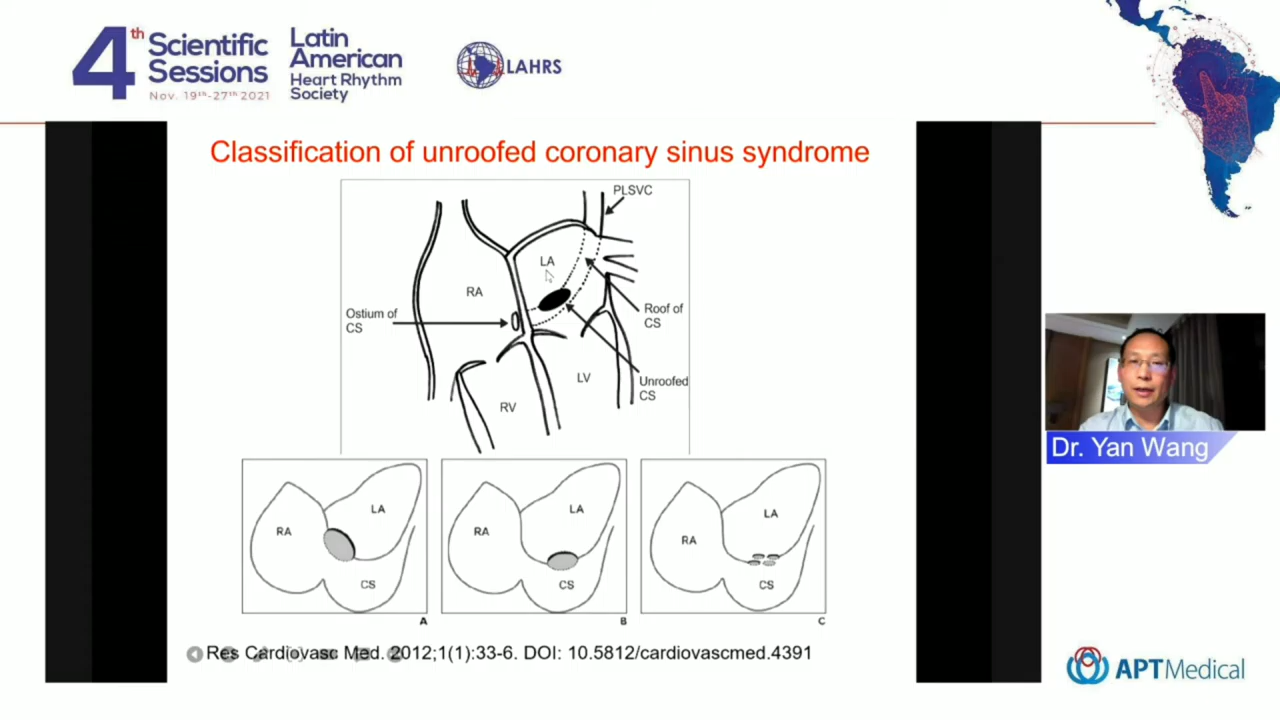 4th Scientific Sessions
Nov. 19th-27th 2021
Latin
American
Heart Rhythm
Society
LAHRS
Classification of unroofed coronary sinus syndrome
PLSVC
LA
RA
Ostium of
CS
Roof of
CS
LV
Unroofed
CS
RV
RA
LA
CS
A
RA
LA
CS
B
RA
LA
CS
C
Res Cardiovasc Med. 2012;1(1):33-6. DOI: 10.5812/cardiovascmed.4391
Dr. Yan Wang
APT Medical